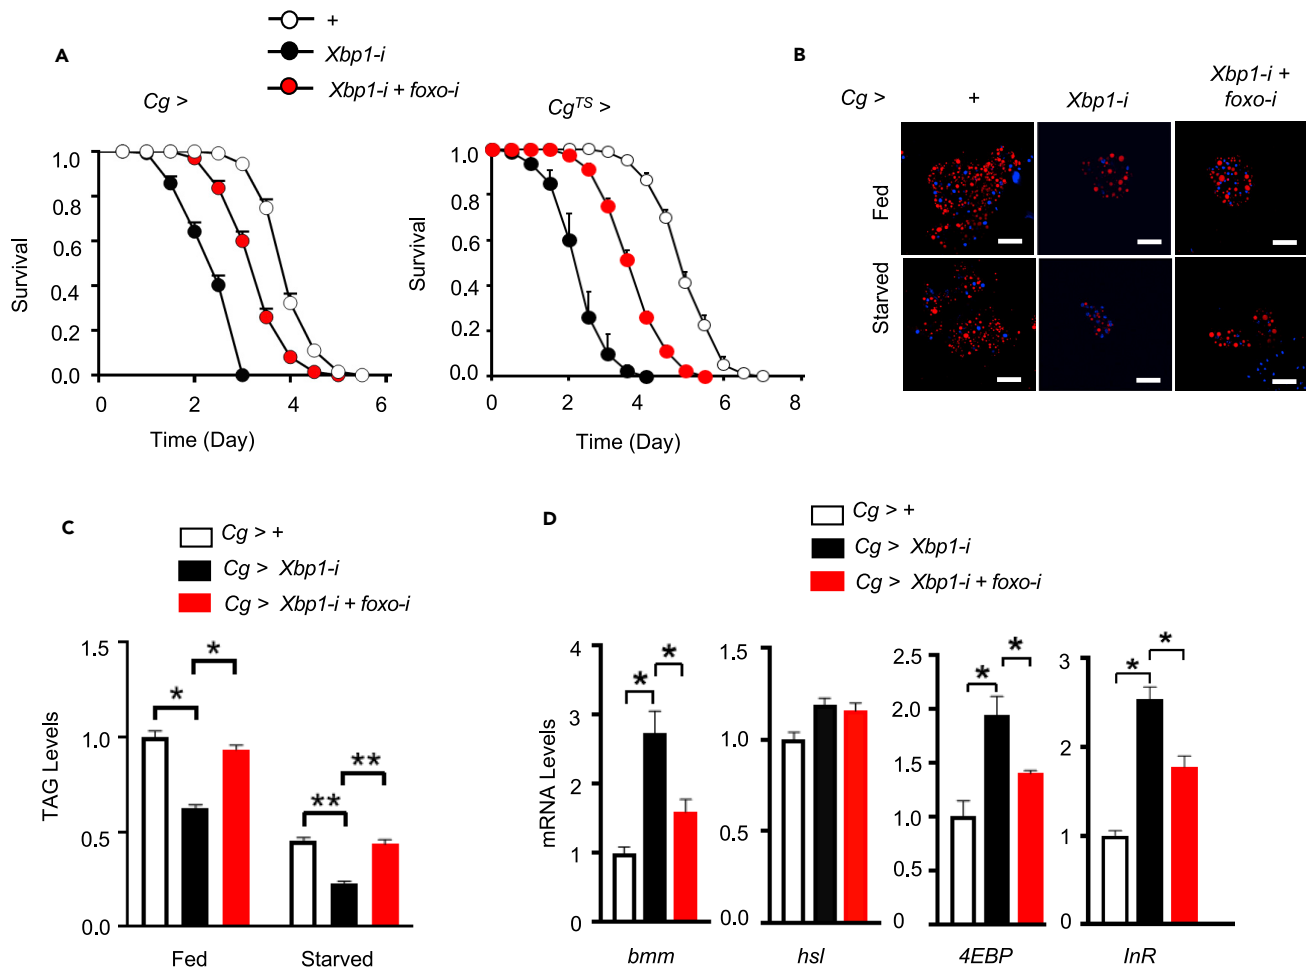 A
+
Xbp1-i
Xbp1-i + foxo-i
Cg >
Survival
1.0
0.8
0.6
0.4
0.2
0.0
0 2 4 6
Time (Day)
Cg^TS >
Survival
1.0
0.8
0.6
0.4
0.2
0.0
0 2 4 6 8
Time (Day)
B
Cg > + Xbp1-i Xbp1-i +
foxo-i
Fed
Starved
C
Cg > +
Cg > Xbp1-i
Cg > Xbp1-i + foxo-i
TAG Levels
1.5
1.0
0.5
0.0
* *
** **
Fed Starved
D
Cg > +
Cg > Xbp1-i
Cg > Xbp1-i + foxo-i
mRNA Levels
4
3
2
1
0
* *
bmm
1.5
1.0
0.5
0.0
hsl
2.5
2.0
1.5
1.0
0.5
0
* *
4EBP
3
2
1
0
* *
InR